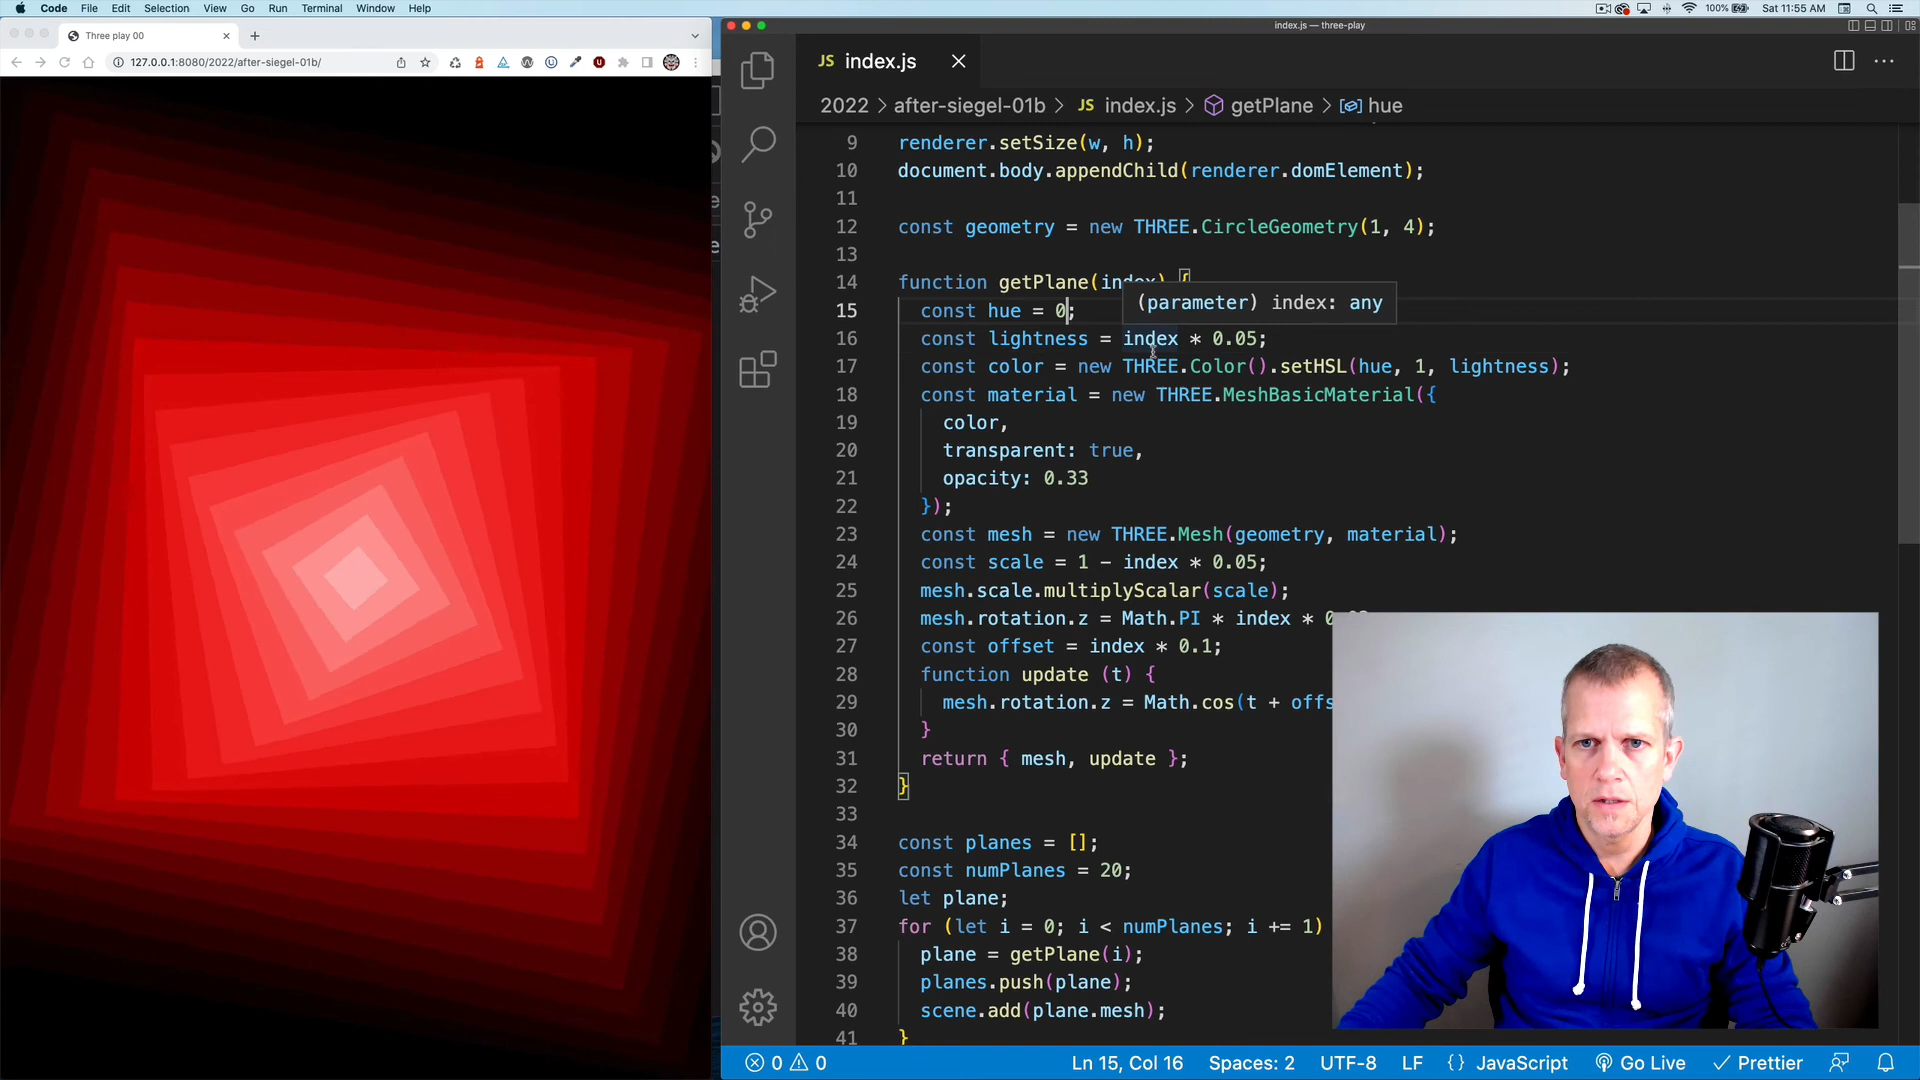 Code File Edit Selection View Go Run Terminal Window Help
100% Sat 11:55 AM
Three play 00
127.0.0.1:8080/2022/after-siegel-01b/
index.js — three-play
JS index.js
2022 > after-siegel-01b > JS index.js > getPlane > hue
9 renderer.setSize(w, h);
10 document.body.appendChild(renderer.domElement);
11
12 const geometry = new THREE.CircleGeometry(1, 4);
13
14 function getPlane(index) {
(parameter) index: any
15 const hue = 0;
16 const lightness = index * 0.05;
17 const color = new THREE.Color().setHSL(hue, 1, lightness);
18 const material = new THREE.MeshBasicMaterial({
19 color,
20 transparent: true,
21 opacity: 0.33
22 });
23 const mesh = new THREE.Mesh(geometry, material);
24 const scale = 1 - index * 0.05;
25 mesh.scale.multiplyScalar(scale);
26 mesh.rotation.z = Math.PI * index *
27 const offset = index * 0.1;
28 function update (t) {
29 mesh.rotation.z = Math.cos(t + offs
30 }
31 return { mesh, update };
32 }
33
34 const planes = [];
35 const numPlanes = 20;
36 let plane;
37 for (let i = 0; i < numPlanes; i += 1)
38 plane = getPlane(i);
39 planes.push(plane);
40 scene.add(plane.mesh);
41 }
0 0 Ln 15, Col 16 Spaces: 2 UTF-8 LF {} JavaScript Go Live Prettier